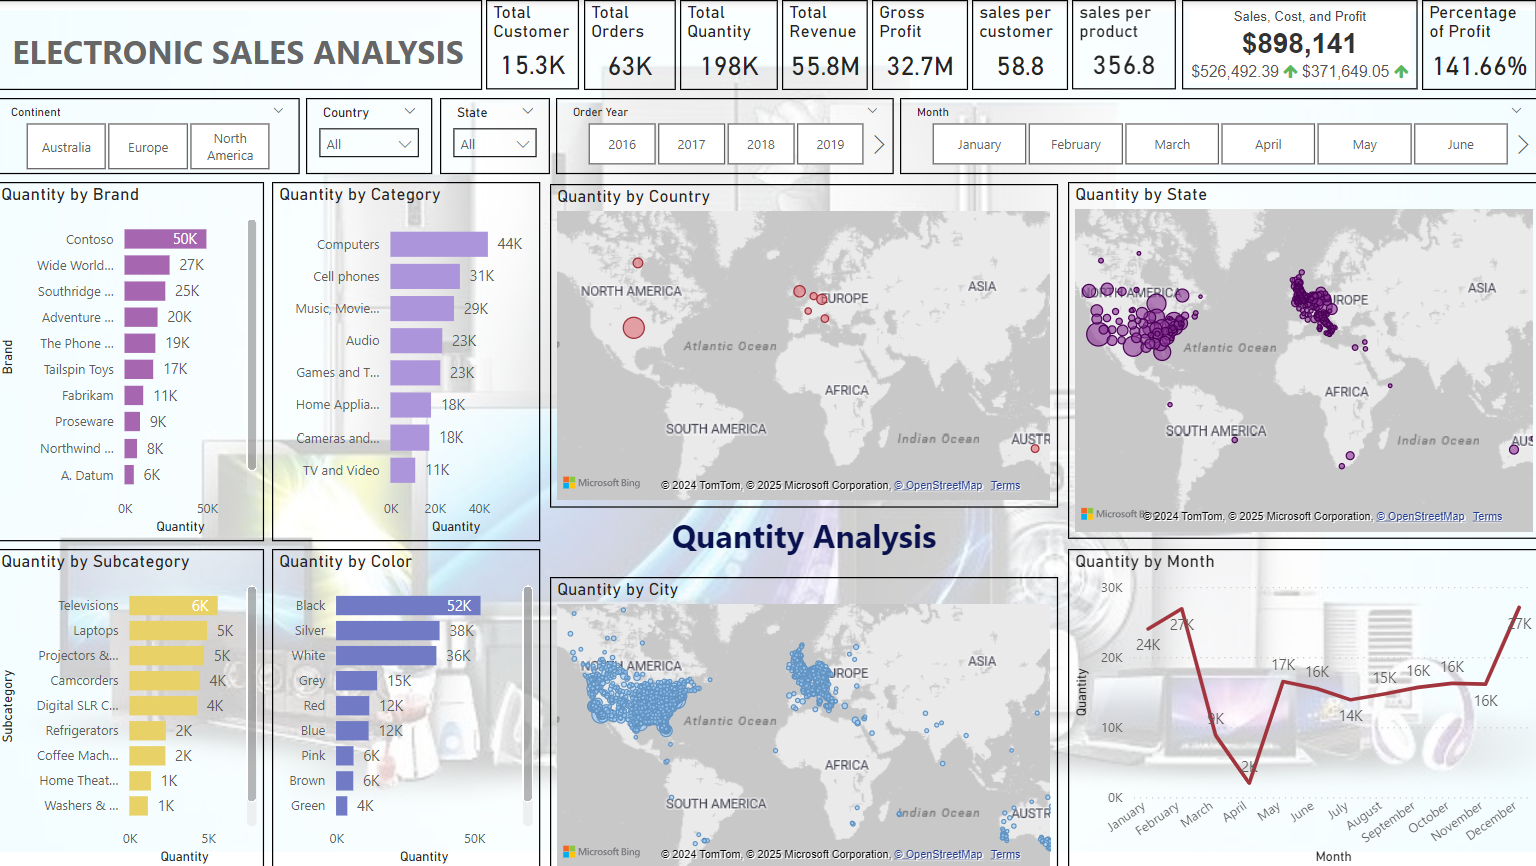 ELECTRONIC SALES ANALYSIS
Total
Customer
15.3K
Total
Orders
63K
Total
Quantity
198K
Total
Revenue
55.8M
Gross
Profit
32.7M
sales per
customer
58.8
sales per
product
356.8
Sales, Cost, and Profit
$898,141
$526,492.39 $371,649.05
Percentage
of Profit
141.66%
Continent
Australia
Europe
North
America
Country
All
State
All
Order Year
2016
2017
2018
2019
Month
January
February
March
April
May
June
Quantity by Brand
Brand
Contoso 50K
Wide World... 27K
Southridge ... 25K
Adventure ... 20K
The Phone ... 19K
Tailspin Toys 17K
Fabrikam 11K
Proseware 9K
Northwind ... 8K
A. Datum 6K
0K 50K
Quantity
Quantity by Category
Computers 44K
Cell phones 31K
Music, Movie... 29K
Audio 23K
Games and T... 23K
Home Applia... 18K
Cameras and... 18K
TV and Video 11K
0K 20K 40K
Quantity
Quantity by Country
NORTH AMERICA
EUROPE
ASIA
Atlantic Ocean
AFRICA
SOUTH AMERICA
Indian Ocean
AUSTR
Microsoft Bing
© 2024 TomTom, © 2025 Microsoft Corporation, © OpenStreetMap Terms
Quantity by State
NORTH AMERICA
UROPE
ASIA
Atlantic Ocean
AFRICA
SOUTH AMERICA
Indian Ocean
AUS
Microsoft B
© 2024 TomTom, © 2025 Microsoft Corporation, © OpenStreetMap Terms
Quantity Analysis
Quantity by Subcategory
Subcategory
Televisions 6K
Laptops 5K
Projectors &... 5K
Camcorders 4K
Digital SLR C... 4K
Refrigerators 2K
Coffee Mach... 2K
Home Theat... 1K
Washers & ... 1K
0K 5K
Quantity
Quantity by Color
Black 52K
Silver 38K
White 36K
Grey 15K
Red 12K
Blue 12K
Pink 6K
Brown 6K
Green 4K
0K 50K
Quantity
Quantity by City
NORTH AMERICA
UROPE
ASIA
Atlantic Ocean
AFRICA
SOUTH AMERICA
Indian Ocean
AUSTR
Microsoft Bing
© 2024 TomTom, © 2025 Microsoft Corporation, © OpenStreetMap Terms
Quantity by Month
Quantity
30K
20K
10K
0K
24K
27K
9K
2K
17K
16K
14K
15K
16K
16K
16K
27K
January
February
March
April
May
June
July
August
September
October
November
December
Month